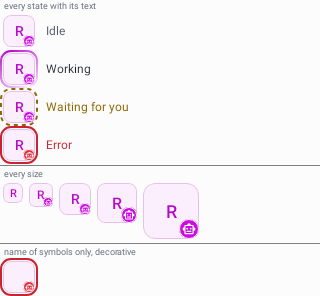 every state with its text
R Idle
R Working
R Waiting for you
R Error
every size
R R R R R
name of symbols only, decorative